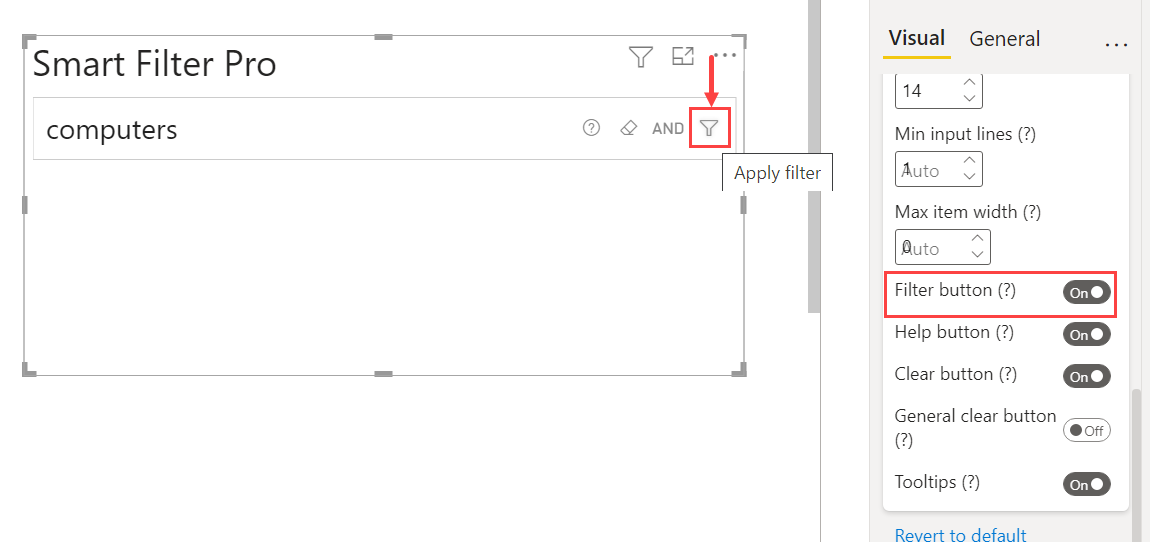 Smart Filter Pro
computers
AND
Apply filter
Visual General
14
Min input lines (?)
1 Auto
Max item width (?)
0 Auto
Filter button (?) On
Help button (?) On
Clear button (?) On
General clear button
(?) Off
Tooltips (?) On
Revert to default